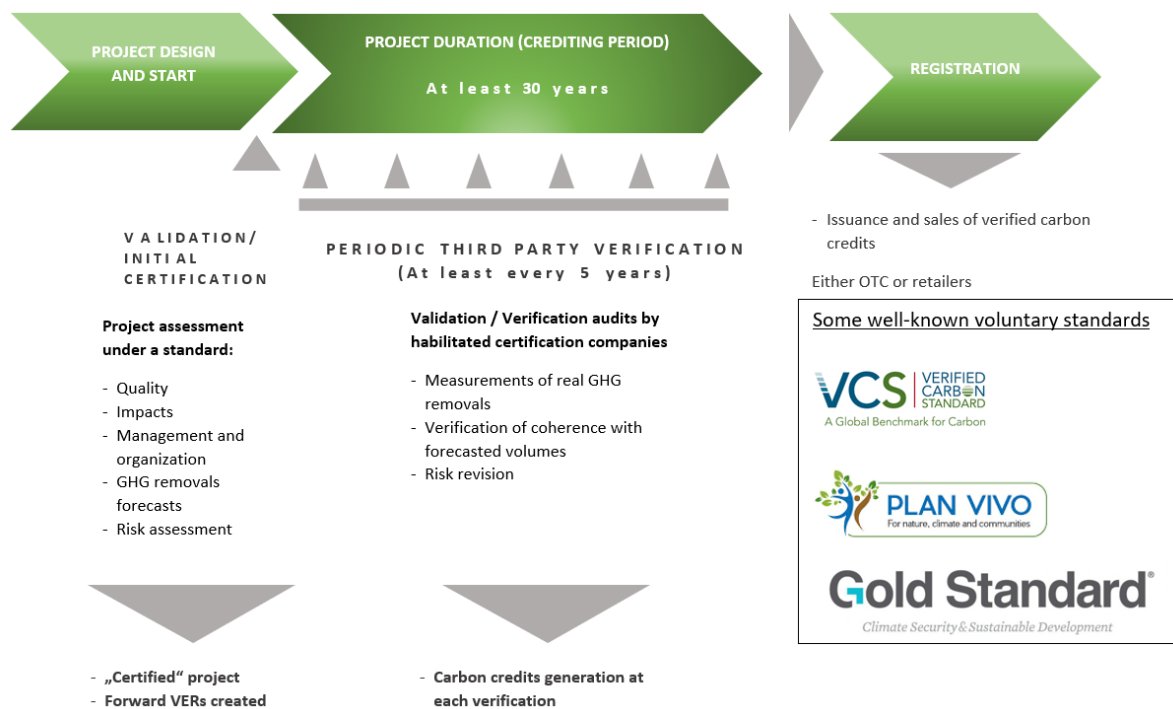 PROJECT DESIGN
AND START
PROJECT DURATION (CREDITING PERIOD)
At least 30 years
REGISTRATION
VALIDATION/
INITIAL
CERTIFICATION
Project assessment
under a standard:
- Quality
- Impacts
- Management and
organization
- GHG removals
forecasts
- Risk assessment
- „Certified“ project
- Forward VERs created
PERIODIC THIRD PARTY VERIFICATION
(At least every 5 years)
Validation / Verification audits by
habilitated certification companies
- Measurements of real GHG
removals
- Verification of coherence with
forecasted volumes
- Risk revision
- Carbon credits generation at
each verification
- Issuance and sales of verified carbon
credits
Either OTC or retailers
Some well-known voluntary standards
VCS VERIFIED
CARBON
STANDARD
A Global Benchmark for Carbon
PLAN VIVO
For nature, climate and communities
Gold Standard®
Climate Security & Sustainable Development